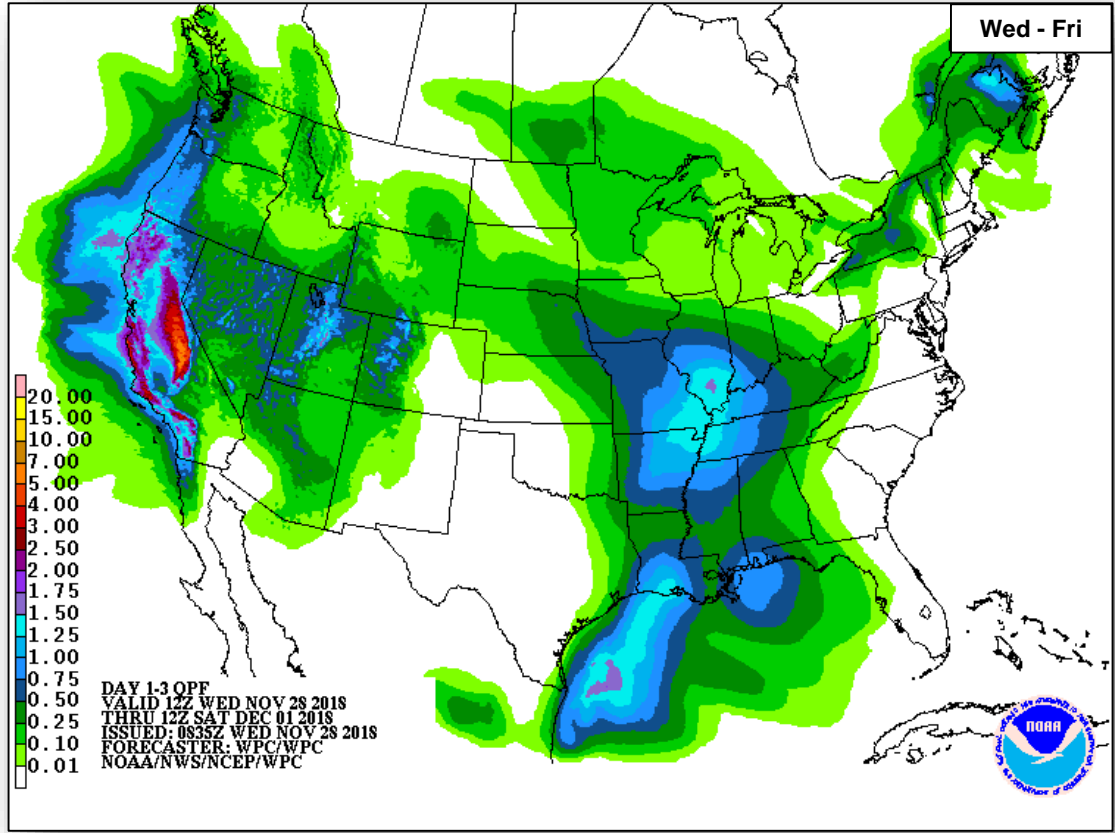 Wed - Fri
20.00
15.00
10.00
7.00
5.00
4.00
3.00
2.50
2.00
1.75
1.50
1.25
1.00
0.75
0.50
0.25
0.10
0.01
DAY 1-3 QPF
VALID 12Z WED NOV 28 2018
THRU 12Z SAT DEC 01 2018
ISSUED: 0835Z WED NOV 28 2018
FORECASTER: WPC/WPC
NOAA/NWS/NCEP/WPC
NOAA